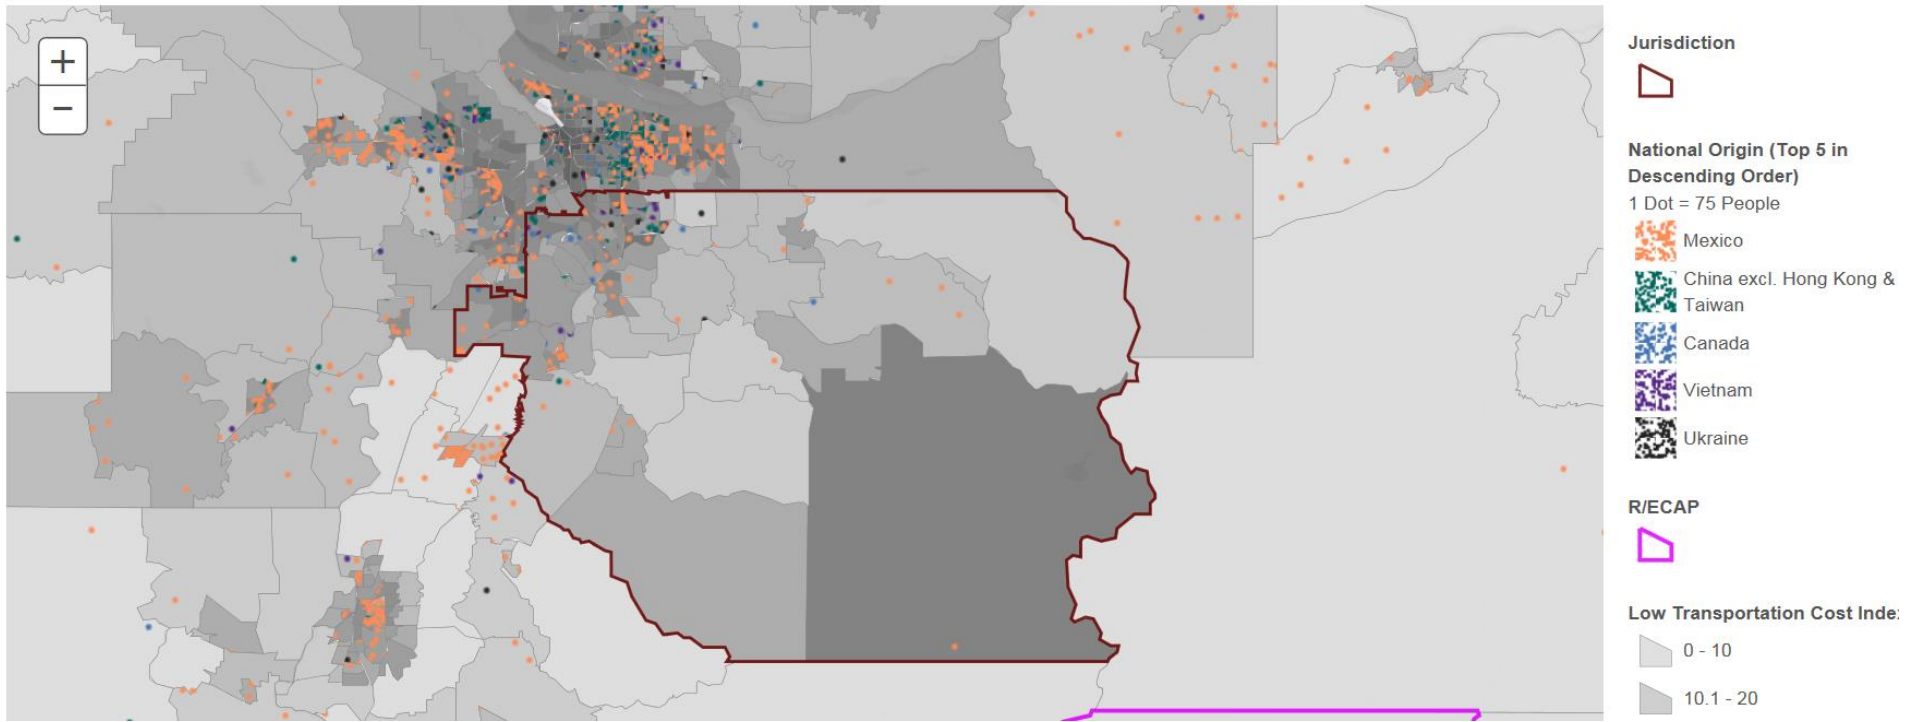 +
−
Jurisdiction
National Origin (Top 5 in
Descending Order)
1 Dot = 75 People
Mexico
China excl. Hong Kong &
Taiwan
Canada
Vietnam
Ukraine
R/ECAP
Low Transportation Cost Inde
0 - 10
10.1 - 20